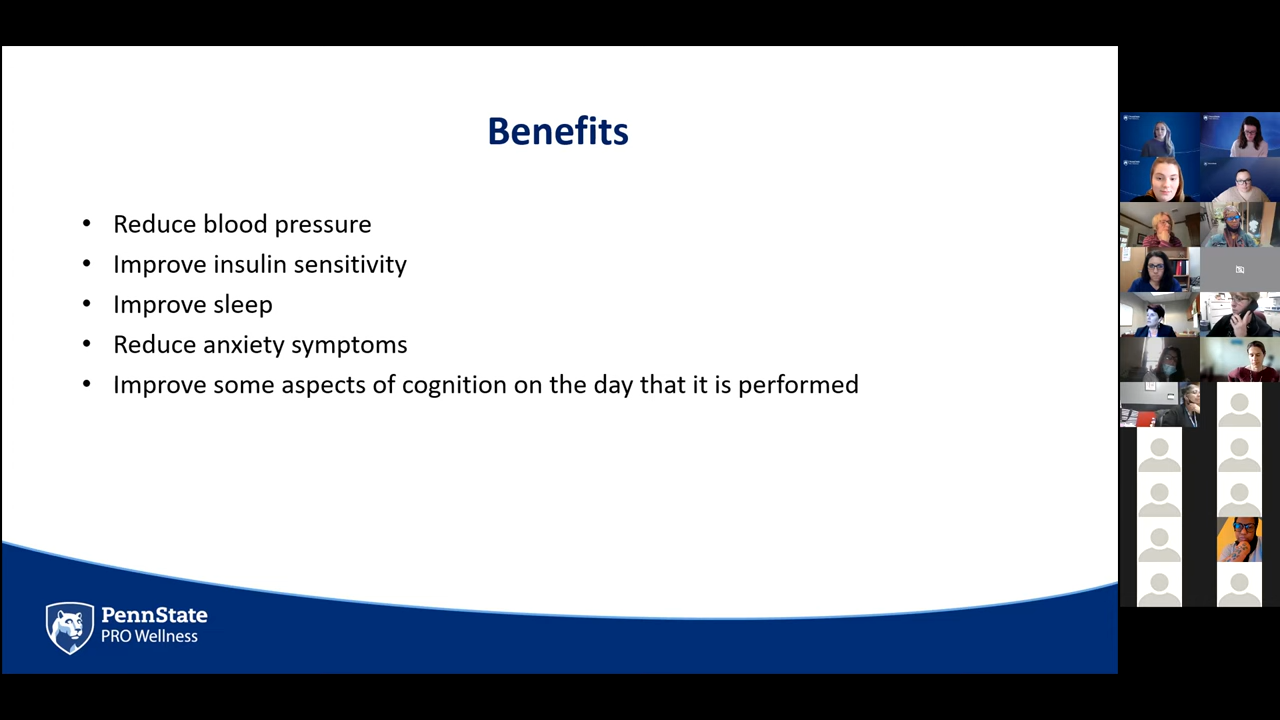 Benefits
• Reduce blood pressure
• Improve insulin sensitivity
• Improve sleep
• Reduce anxiety symptoms
• Improve some aspects of cognition on the day that it is performed
PennState
PRO Wellness